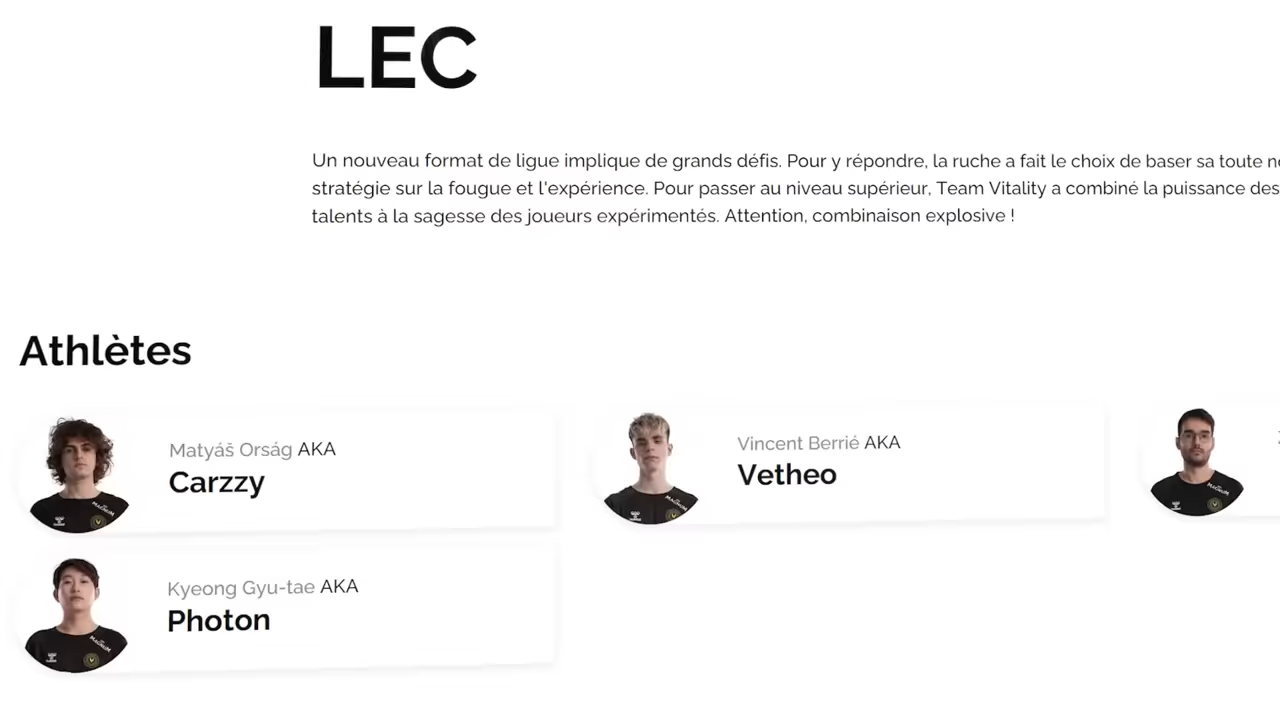 LEC
Un nouveau format de ligue implique de grands défis. Pour y répondre, la ruche a fait le choix de baser sa toute
stratégie sur la fougue et l'expérience. Pour passer au niveau supérieur, Team Vitality a combiné la puissance des
talents à la sagesse des joueurs expérimentés. Attention, combinaison explosive !
Athlètes
Matyáš Orság AKA
Carzzy
Vincent Berrié AKA
Vetheo
Kyeong Gyu-tae AKA
Photon